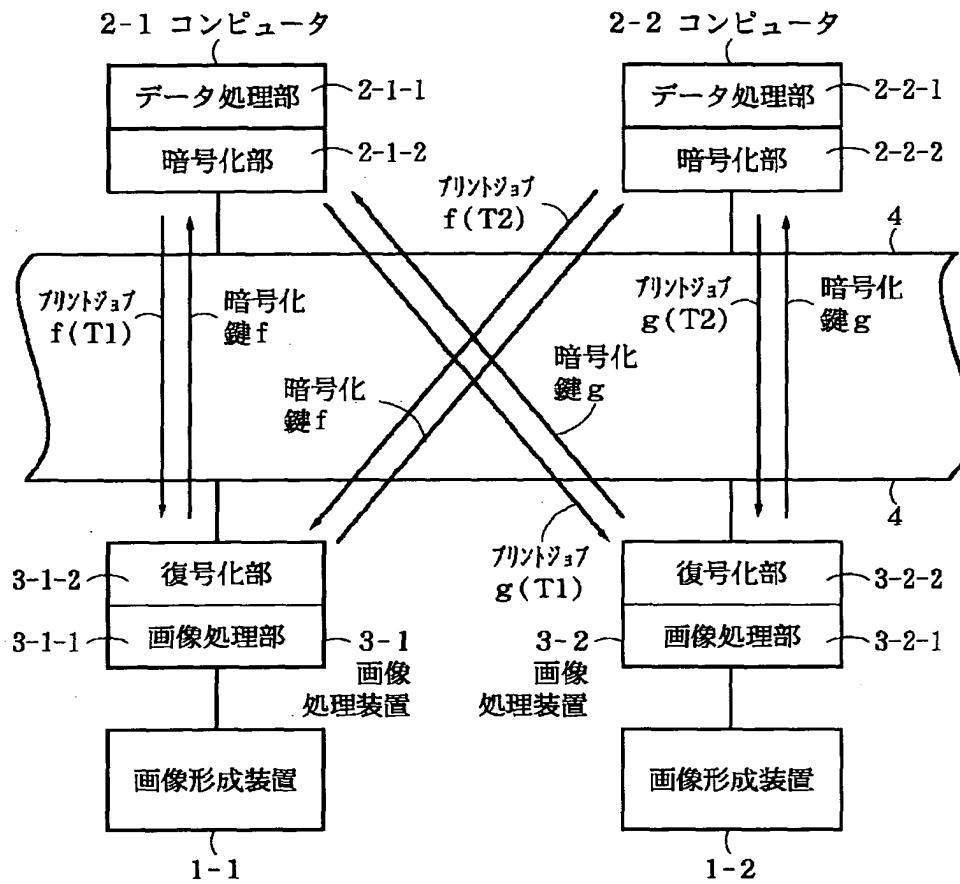 2-1 コンピュータ
2-2 コンピュータ
データ処理部
2-1-1
データ処理部
2-2-1
暗号化部
2-1-2
暗号化部
2-2-2
プリントジョブ
f(T2)
4
プリントジョブ
f(T1)
暗号化
鍵f
プリントジョブ
g(T2)
暗号化
鍵g
暗号化
鍵f
暗号化
鍵g
4
プリントジョブ
g(T1)
3-1-2
復号化部
復号化部
3-2-2
3-1-1
画像処理部
3-1
画像
処理装置
3-2
画像
処理装置
画像処理部
3-2-1
画像形成装置
画像形成装置
1-1
1-2